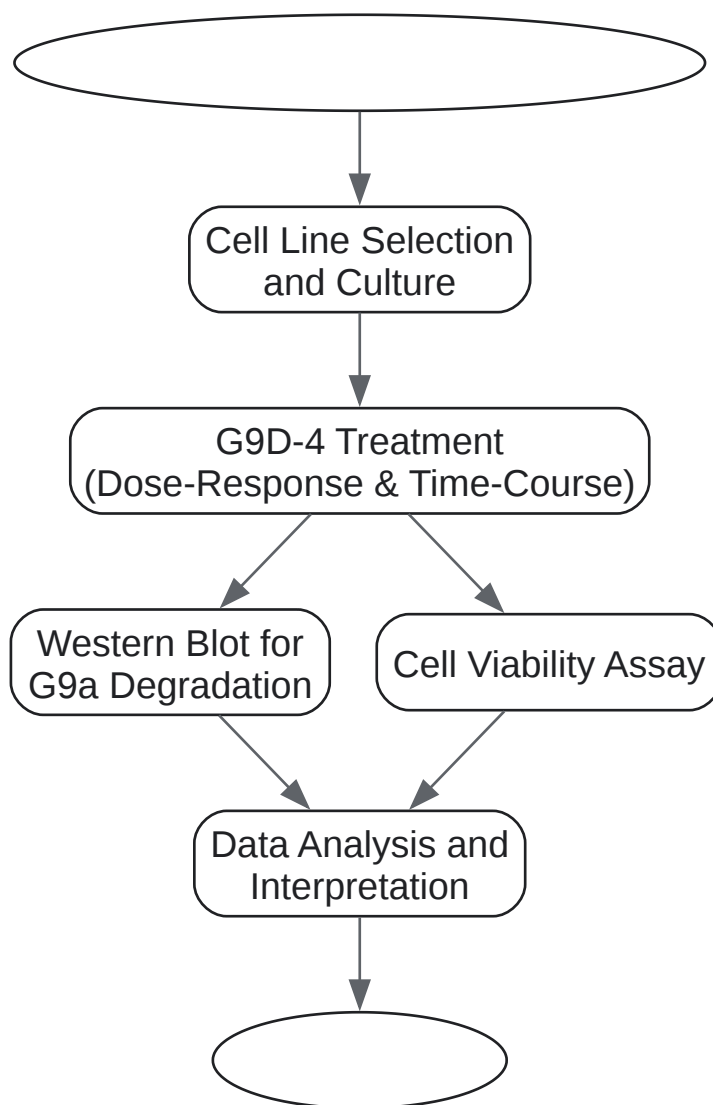 Cell Line Selection
and Culture
G9D-4 Treatment
(Dose-Response & Time-Course)
Western Blot for
G9a Degradation
Cell Viability Assay
Data Analysis and
Interpretation